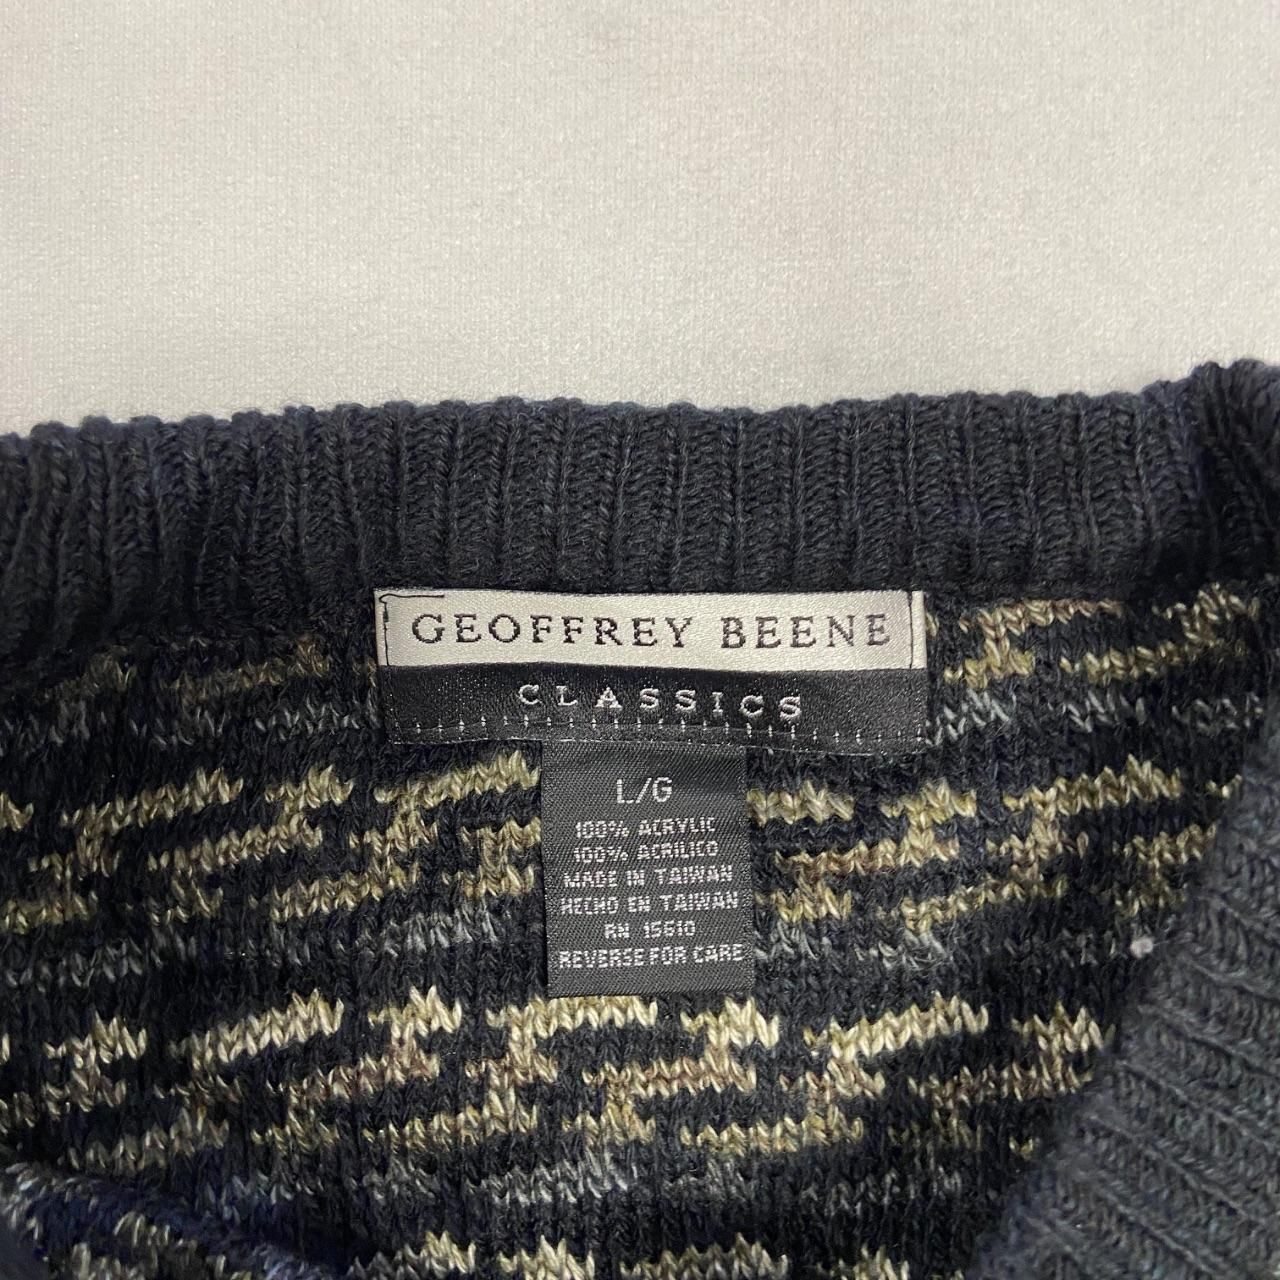 GEOFFREY BEENE
CLASSICS
L/G
100% ACRYLIC
100% ACRILICO
MADE IN TAIWAN
HECHO EN TAIWAN
RN 15610
REVERSE FOR CARE